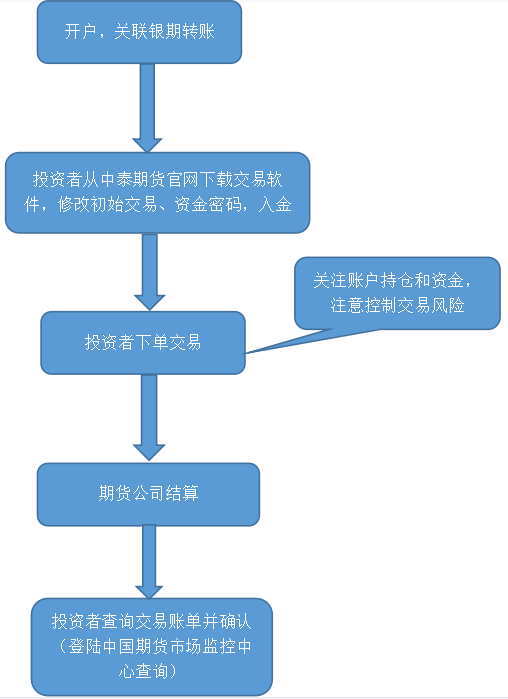 开户，关联银期转账
投资者从中泰期货官网下载交易软
件，修改初始交易、资金密码，入金
关注账户持仓和资金，
注意控制交易风险
投资者下单交易
期货公司结算
投资者查询交易账单并确认
（登陆中国期货市场监控中
心查询）